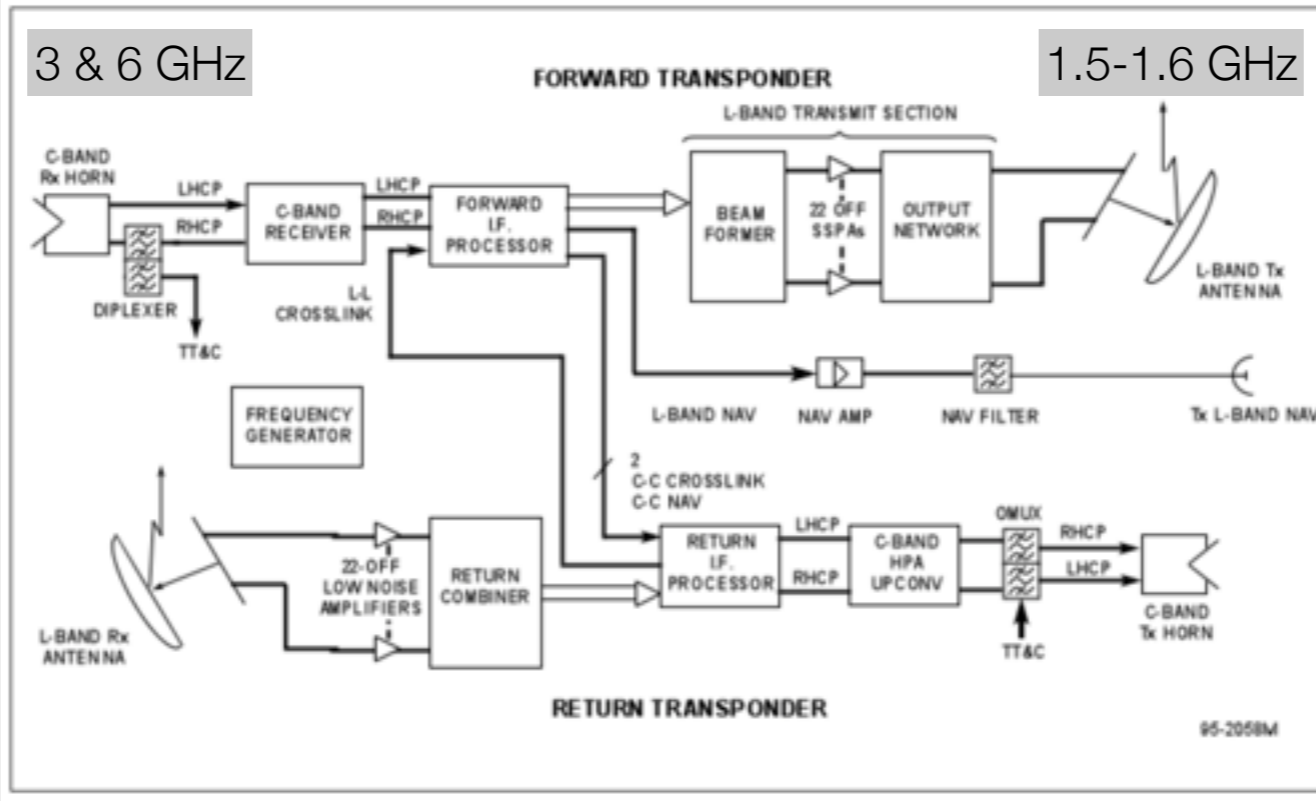 3 & 6 GHz
1.5-1.6 GHz
FORWARD TRANSPONDER
L-BAND TRANSMIT SECTION
C-BAND
Rx HORN
LHCP
RHCP
C-BAND
RECEIVER
LHCP
RHCP
FORWARD
I.F.
PROCESSOR
BEAM
FORMER
22 OFF
SSPAs
OUTPUT
NETWORK
L-BAND Tx
ANTENNA
DIPLEXER
TT&C
L-L
CROSSLINK
FREQUENCY
GENERATOR
L-BAND NAV
NAV AMP
NAV FILTER
Tx L-BAND NAV
2
C-C CROSSLINK
C-C NAV
L-BAND Rx
ANTENNA
22-OFF
LOW NOISE
AMPLIFIERS
RETURN
COMBINER
RETURN
I.F.
PROCESSOR
LHCP
RHCP
C-BAND
HPA
UPCONV
OMUX
RHCP
LHCP
C-BAND
Tx HORN
TT&C
RETURN TRANSPONDER
95-2058M